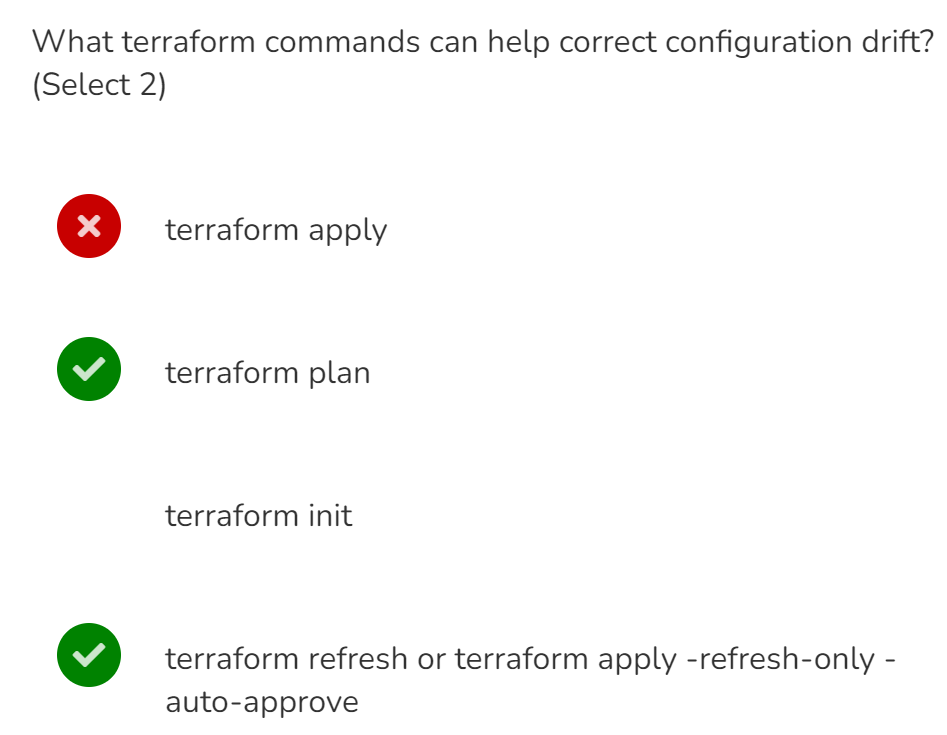 What terraform commands can help correct configuration drift?
(Select 2)
terraform apply
terraform plan
terraform init
terraform refresh or terraform apply -refresh-only -
auto-approve